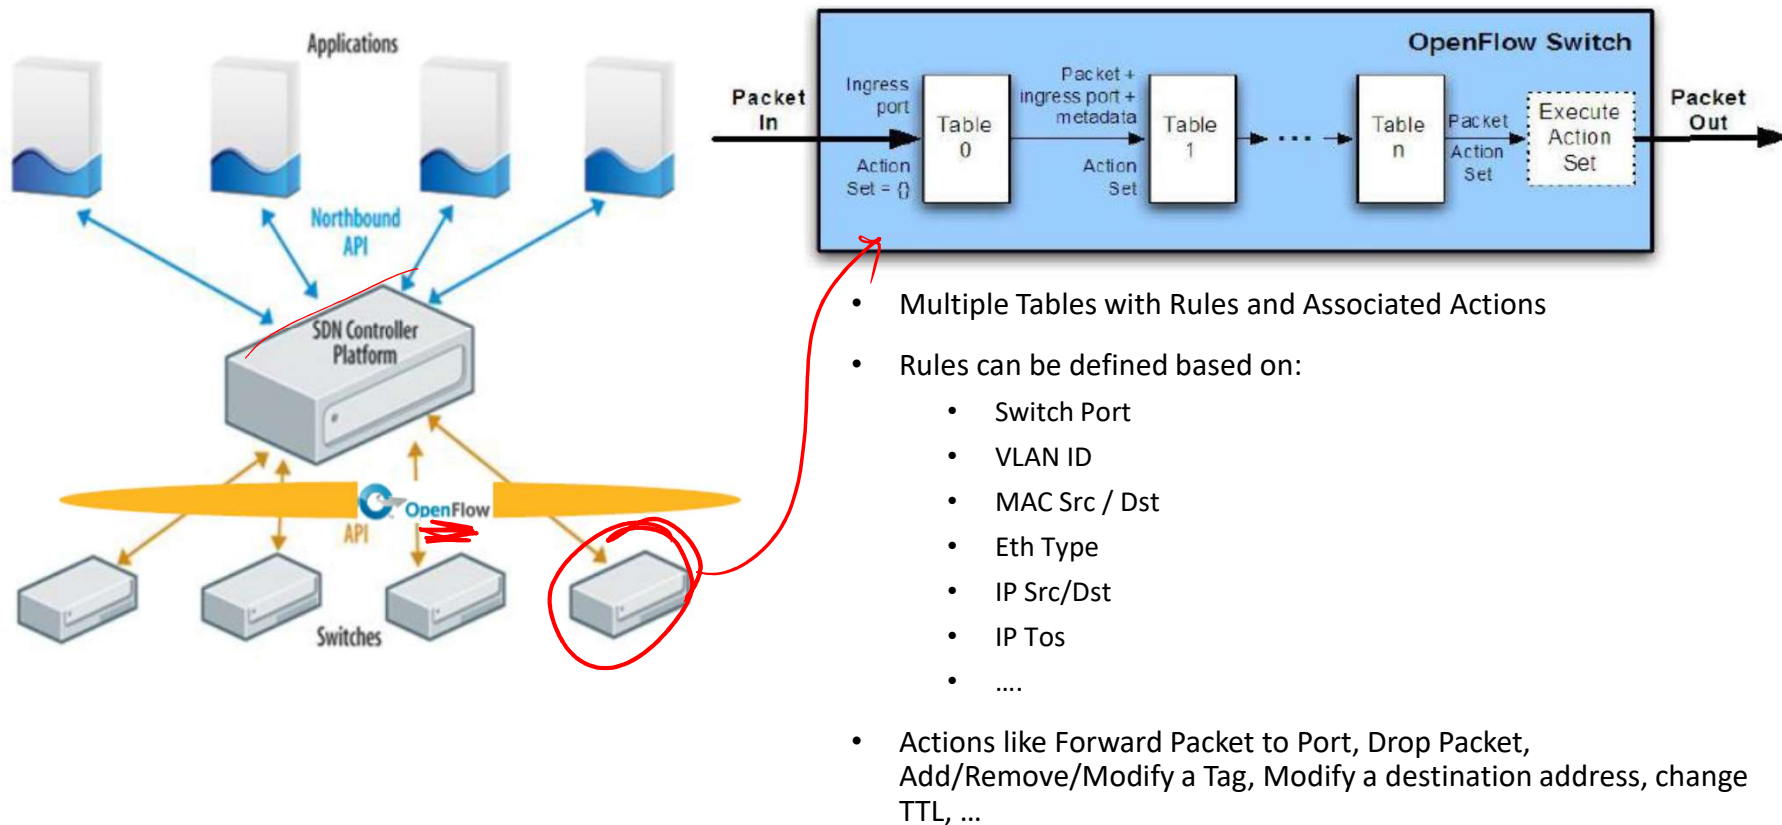 Applications
Northbound
API
SDN Controller
Platform
OpenFlow
API
Switches
OpenFlow Switch
Packet
In
Ingress
port
Action
Set = {}
Table
0
Packet +
ingress port +
metadata
Action
Set
Table
1
...
Table
n
Packet
Action
Set
Execute
Action
Set
Packet
Out
• Multiple Tables with Rules and Associated Actions
• Rules can be defined based on:
• Switch Port
• VLAN ID
• MAC Src / Dst
• Eth Type
• IP Src/Dst
• IP Tos
• ....
• Actions like Forward Packet to Port, Drop Packet,
Add/Remove/Modify a Tag, Modify a destination address, change
TTL, ...